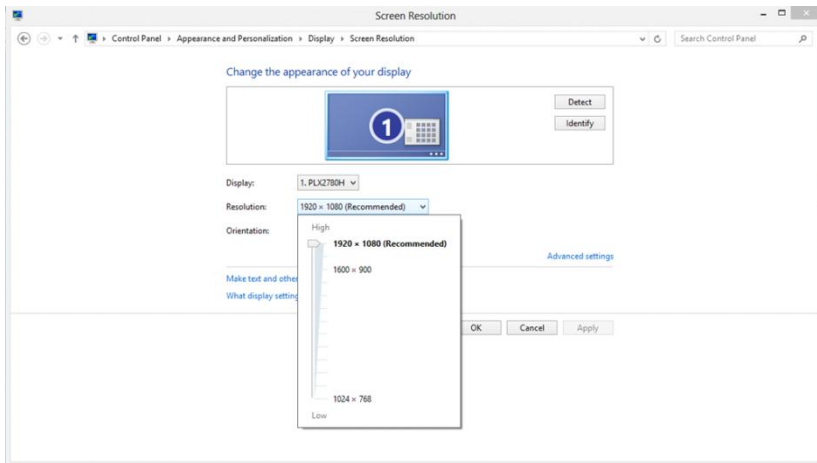 Screen Resolution
Control Panel Appearance and Personalization Display Screen Resolution
Search Control Panel
Change the appearance of your display
1
Detect
Identify
Display: 1. PLX2780H
Resolution: 1920 × 1080 (Recommended)
Orientation:
High
1920 × 1080 (Recommended)
1600 × 900
1024 × 768
Low
Advanced settings
Make text and other
What display setting
OK Cancel Apply